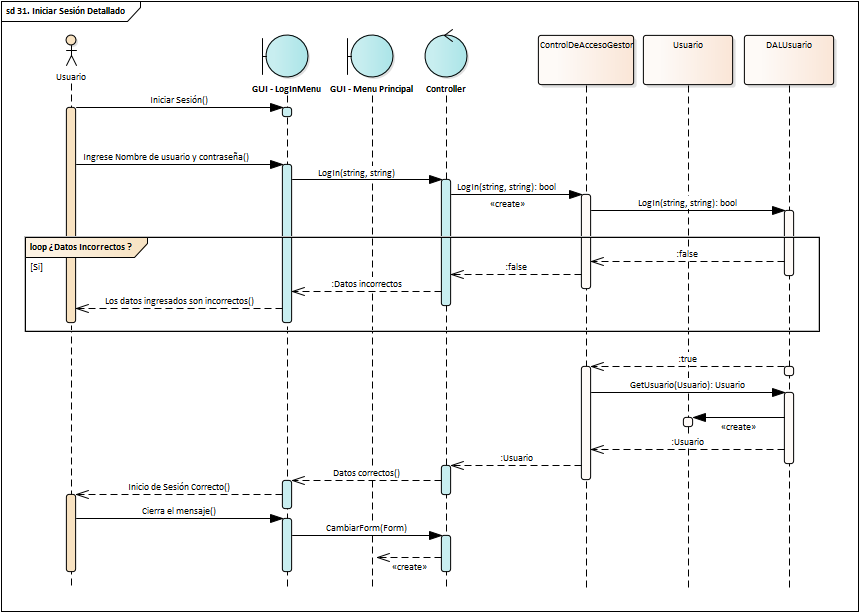 sd 31. Iniciar Sesión Detallado
Usuario
GUI - LogInMenu
GUI - Menu Principal
Controller
ControlDeAccesoGestor
Usuario
DALUsuario
Iniciar Sesión()
Ingrese Nombre de usuario y contraseña()
LogIn(string, string)
LogIn(string, string): bool
«create»
LogIn(string, string): bool
loop ¿Datos Incorrectos ?
[Si]
:false
:false
:Datos incorrectos
Los datos ingresados son incorrectos()
:true
GetUsuario(Usuario): Usuario
«create»
:Usuario
:Usuario
Datos correctos()
Inicio de Sesión Correcto()
Cierra el mensaje()
CambiarForm(Form)
«create»